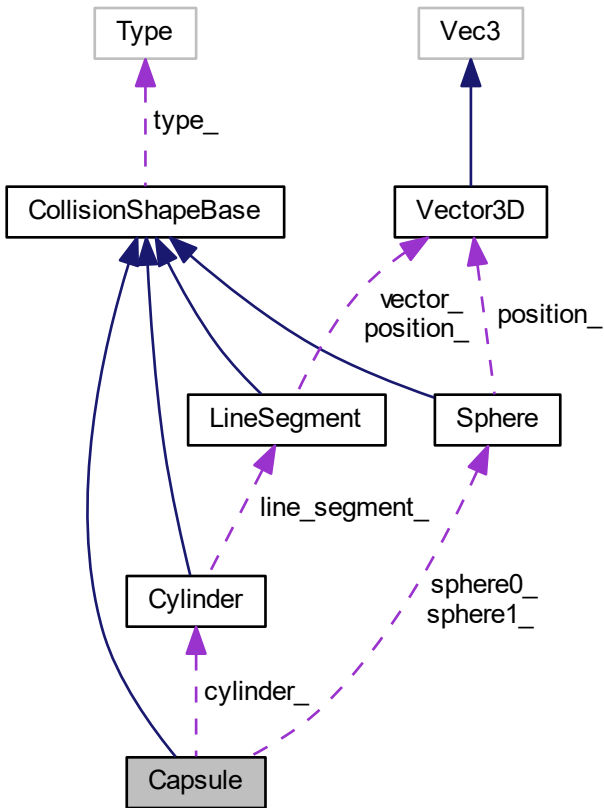 Type
Vec3
type_
CollisionShapeBase
Vector3D
vector_
position_
position_
LineSegment
Sphere
line_segment_
Cylinder
sphere0_
sphere1_
cylinder_
Capsule